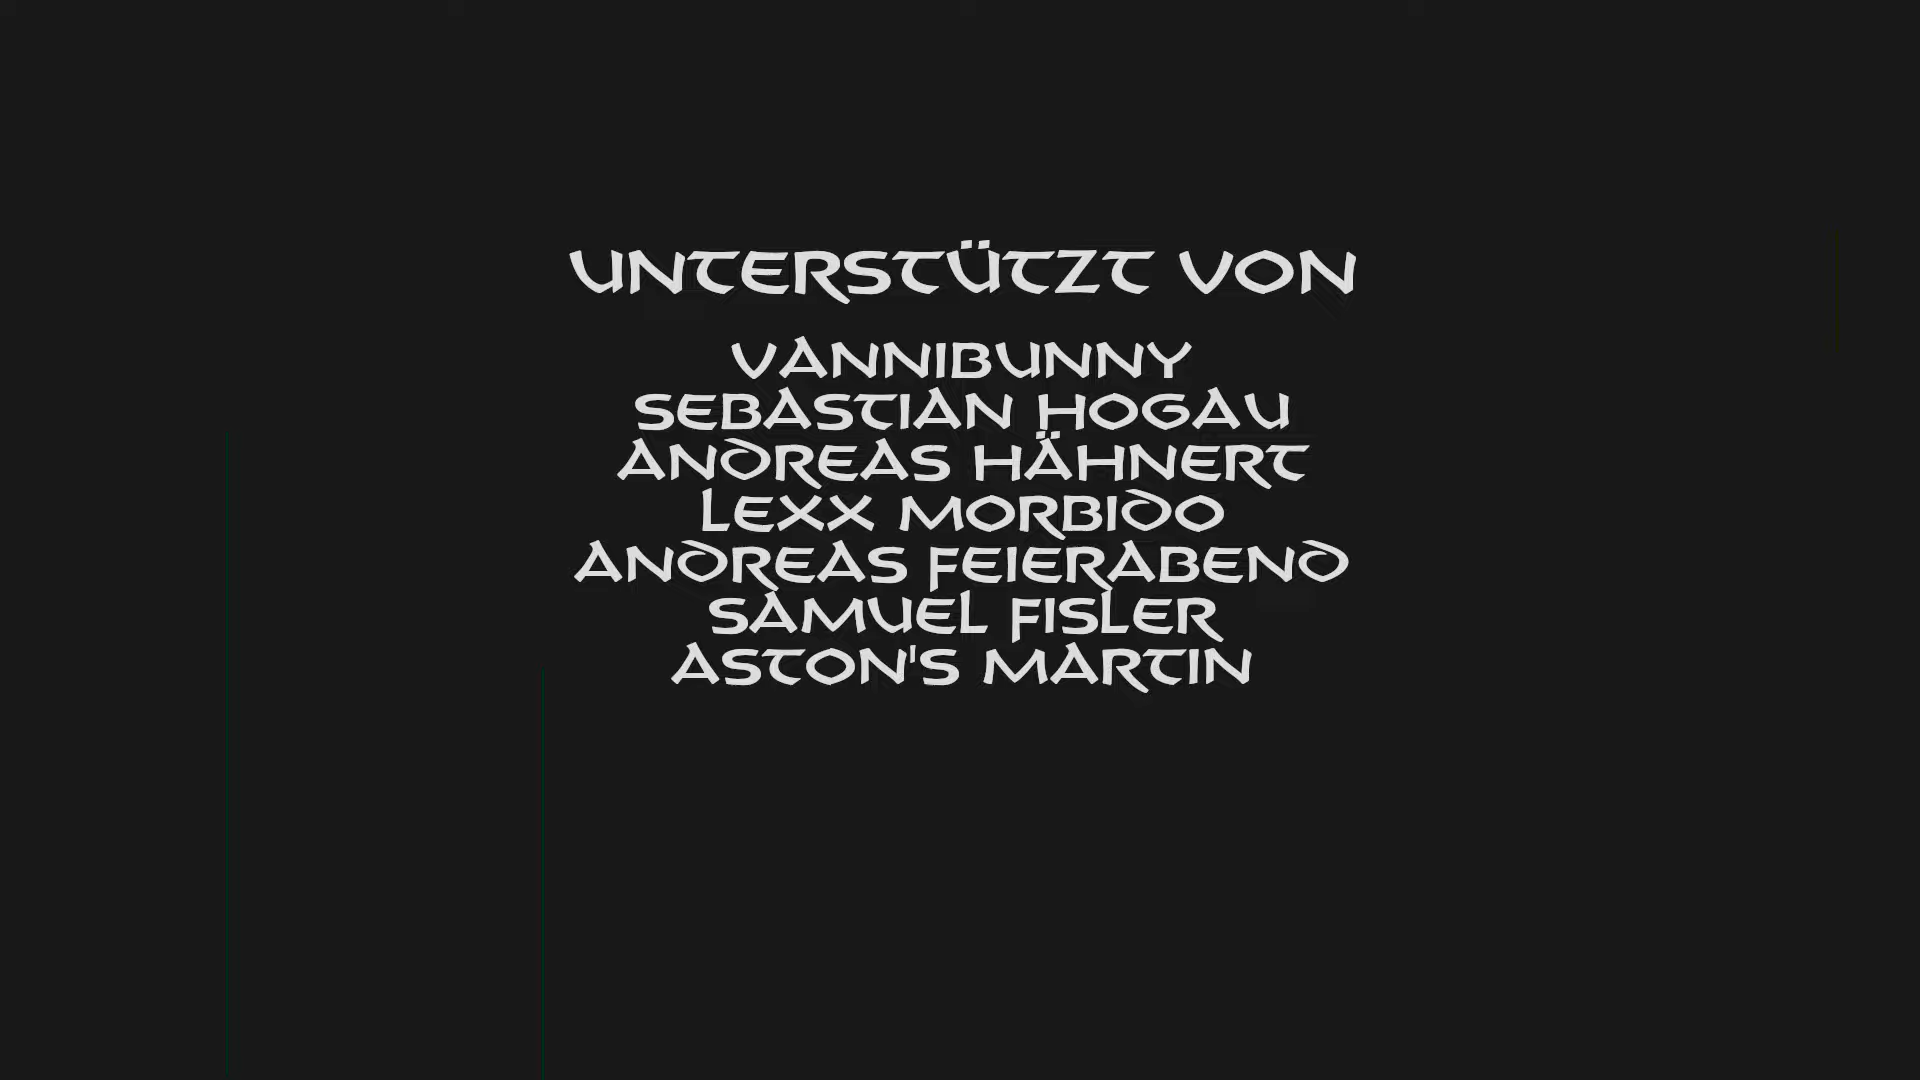 UNTERSTÜTZT VON
VANNIBUNNY
SEBASTIAN HOGAU
ANDREAS HÄHNERT
LEXX MORBIDO
ANDREAS FEIERABEND
SAMUEL FISLER
ASTON'S MARTIN